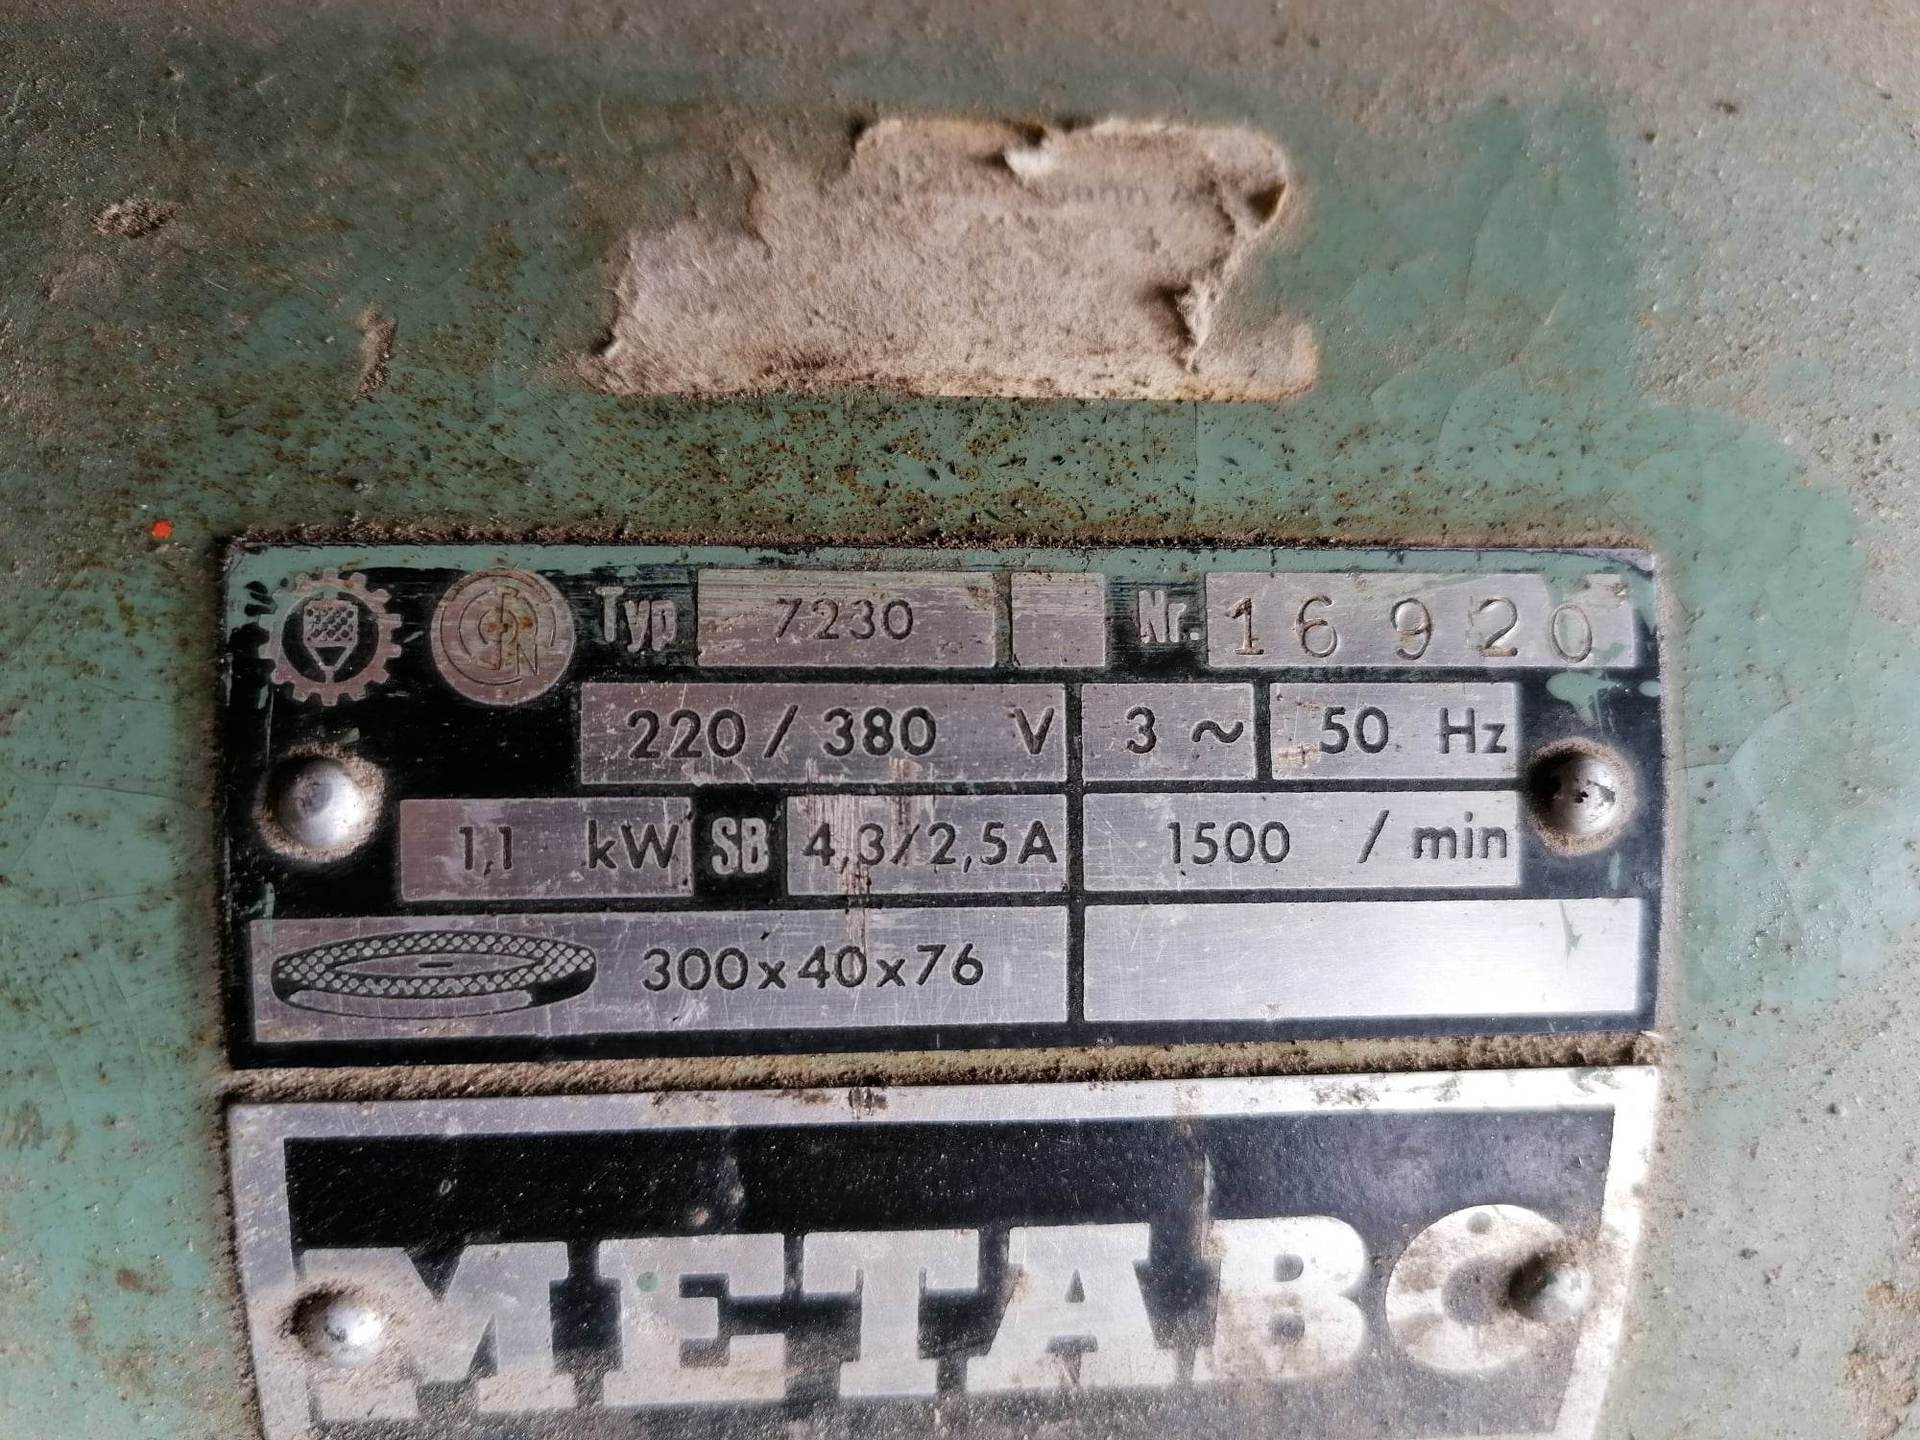 Typ 7230 Nr. 16920
220 / 380 V 3 ~ 50 Hz
1,1 kW SB 4,3/2,5A 1500 / min
300x40x76
METABO